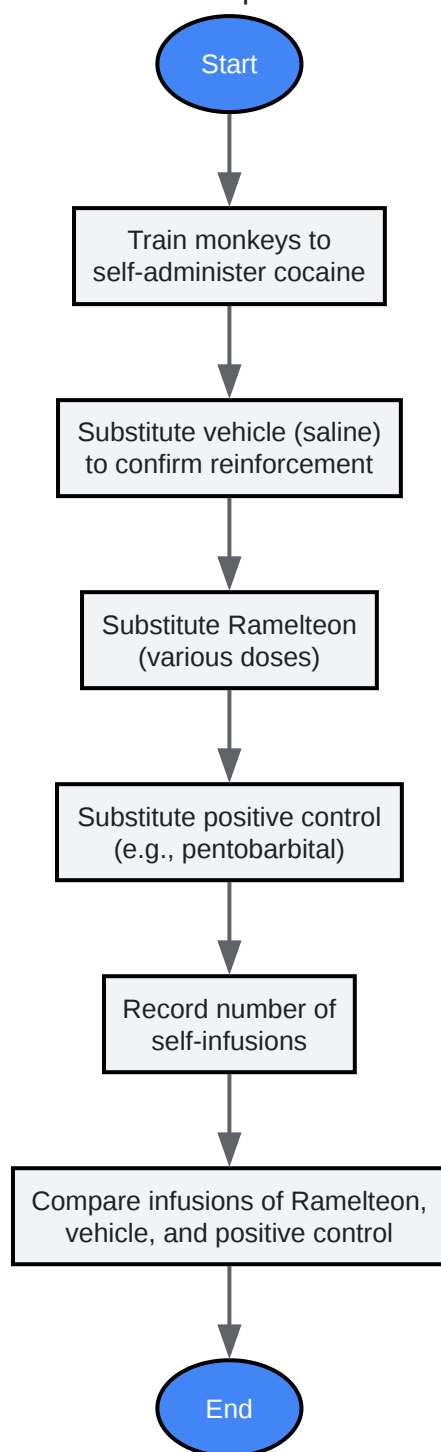 Start
Train monkeys to
self-administer cocaine
Substitute vehicle (saline)
to confirm reinforcement
Substitute Ramelteon
(various doses)
Substitute positive control
(e.g., pentobarbital)
Record number of
self-infusions
Compare infusions of Ramelteon,
vehicle, and positive control
End